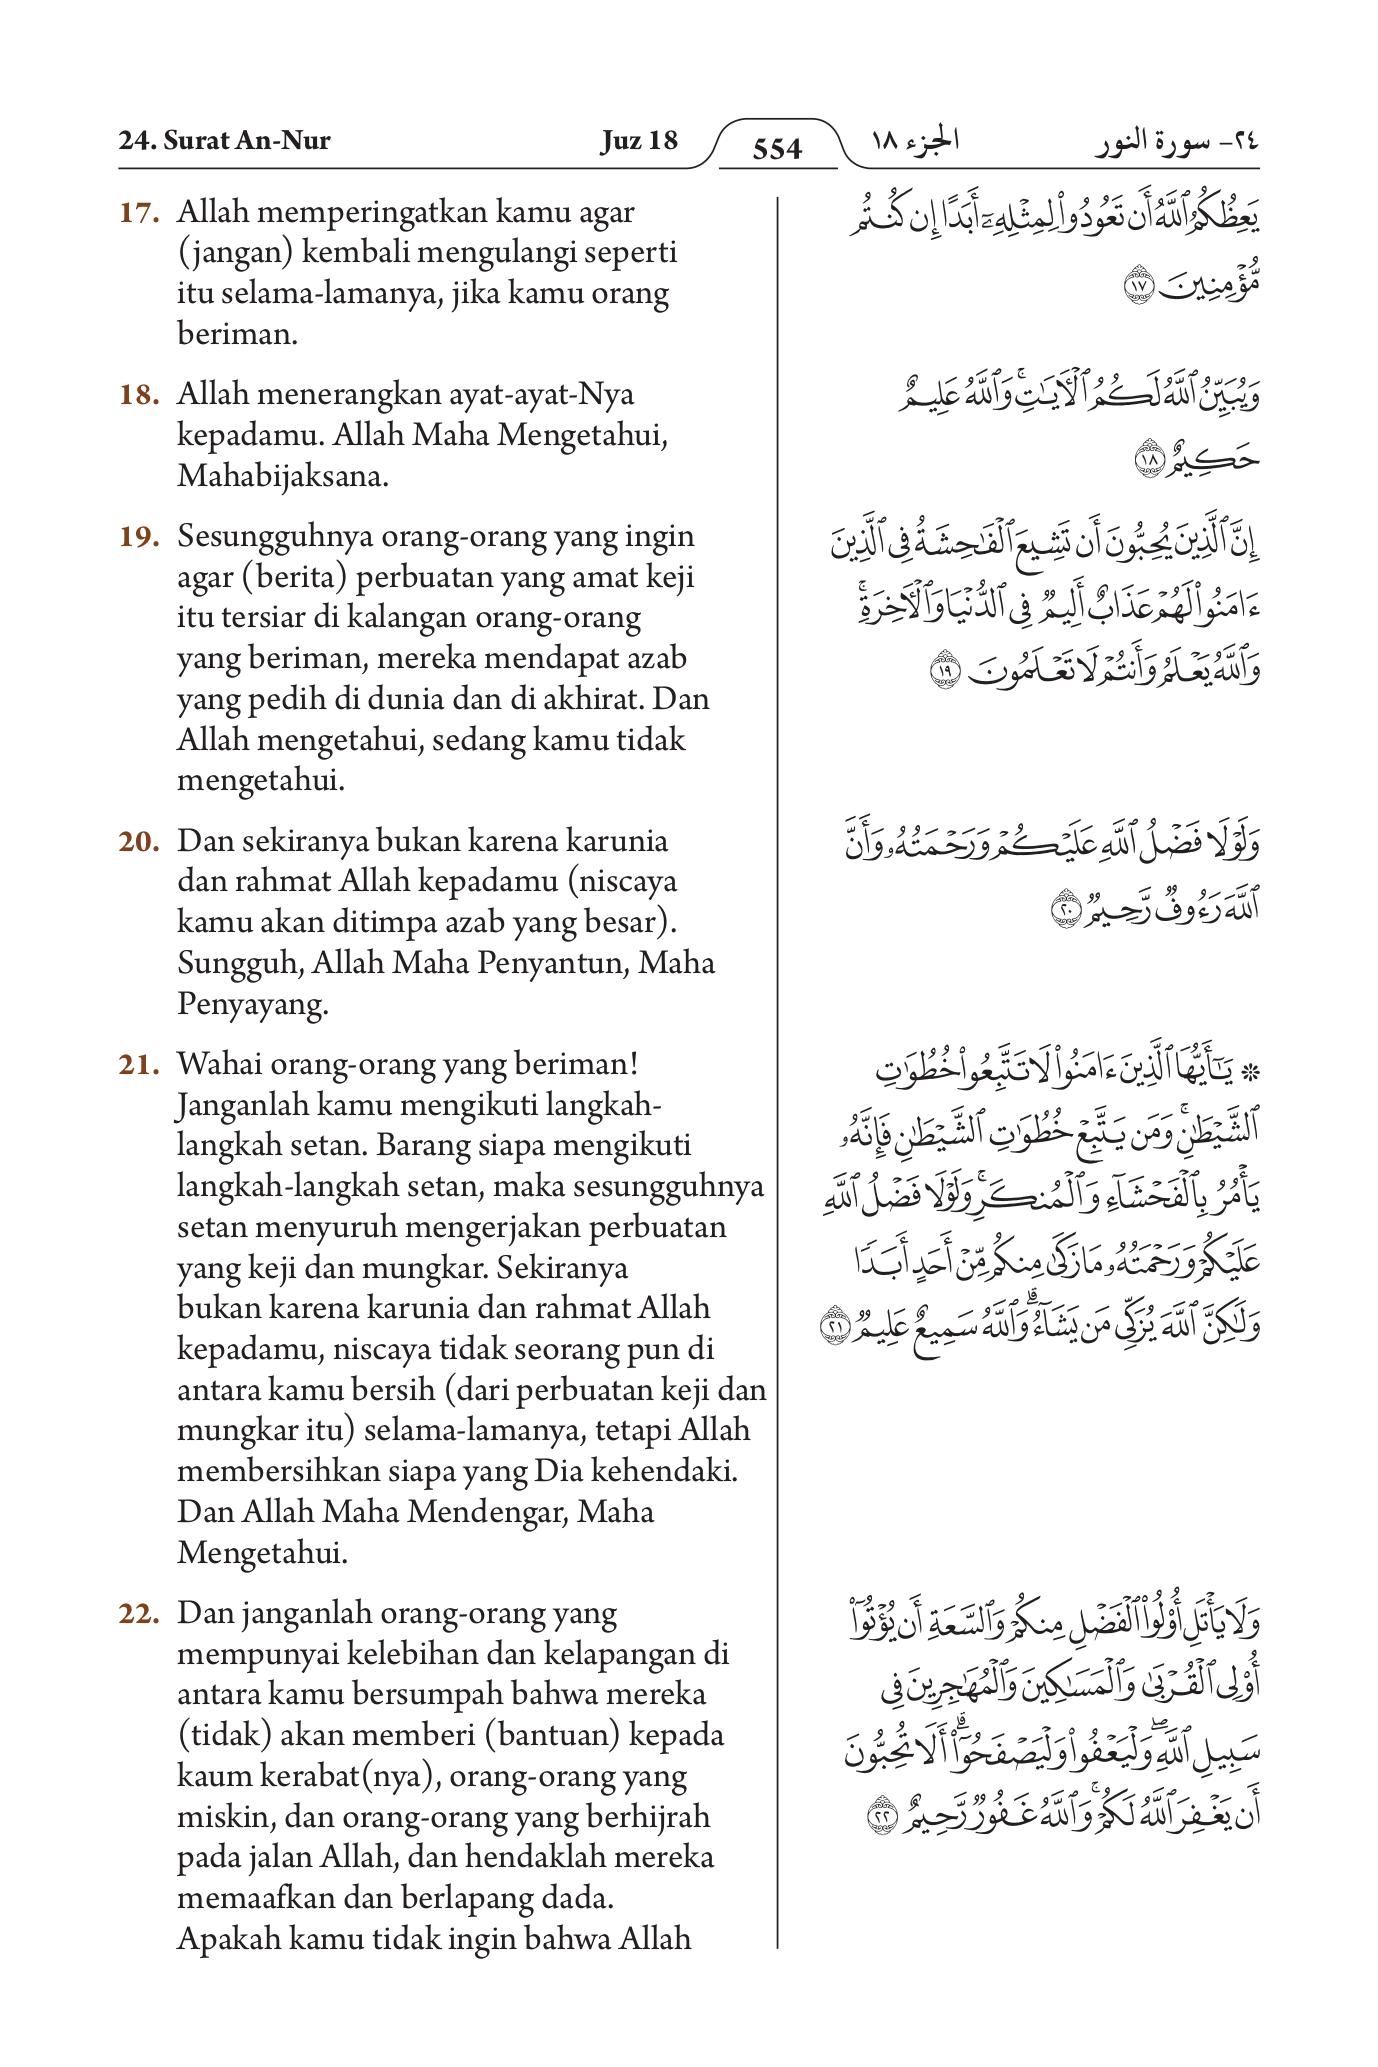 24. Surat An-Nur
Juz 18
554
الجزء ١٨
٢٤- سورة النور
17. Allah memperingatkan kamu agar
(jangan) kembali mengulangi seperti
itu selama-lamanya, jika kamu orang
beriman.
18. Allah menerangkan ayat-ayat-Nya
kepadamu. Allah Maha Mengetahui,
Mahabijaksana.
19. Sesungguhnya orang-orang yang ingin
agar (berita) perbuatan yang amat keji
itu tersiar di kalangan orang-orang
yang beriman, mereka mendapat azab
yang pedih di dunia dan di akhirat. Dan
Allah mengetahui, sedang kamu tidak
mengetahui.
20. Dan sekiranya bukan karena karunia
dan rahmat Allah kepadamu (niscaya
kamu akan ditimpa azab yang besar).
Sungguh, Allah Maha Penyantun, Maha
Penyayang.
21. Wahai orang-orang yang beriman!
Janganlah kamu mengikuti langkah-
langkah setan. Barang siapa mengikuti
langkah-langkah setan, maka sesungguhnya
setan menyuruh mengerjakan perbuatan
yang keji dan mungkar. Sekiranya
bukan karena karunia dan rahmat Allah
kepadamu, niscaya tidak seorang pun di
antara kamu bersih (dari perbuatan keji dan
mungkar itu) selama-lamanya, tetapi Allah
membersihkan siapa yang Dia kehendaki.
Dan Allah Maha Mendengar, Maha
Mengetahui.
22. Dan janganlah orang-orang yang
mempunyai kelebihan dan kelapangan di
antara kamu bersumpah bahwa mereka
(tidak) akan memberi (bantuan) kepada
kaum kerabat(nya), orang-orang yang
miskin, dan orang-orang yang berhijrah
pada jalan Allah, dan hendaklah mereka
memaafkan dan berlapang dada.
Apakah kamu tidak ingin bahwa Allah
يَعِظُكُمُ ٱللَّهُ أَن تَعُودُوا۟ لِمِثْلِهِۦٓ أَبَدًا إِن كُنتُم
مُّؤْمِنِينَ ١٧
وَيُبَيِّنُ ٱللَّهُ لَكُمُ ٱلْـَٔايَـٰتِ ۚ وَٱللَّهُ عَلِيمٌ
حَكِيمٌ ١٨
إِنَّ ٱلَّذِينَ يُحِبُّونَ أَن تَشِيعَ ٱلْفَـٰحِشَةُ فِى ٱلَّذِينَ
ءَامَنُوا۟ لَهُمْ عَذَابٌ أَلِيمٌ فِى ٱلدُّنْيَا وَٱلْـَٔاخِرَةِ ۚ
وَٱللَّهُ يَعْلَمُ وَأَنتُمْ لَا تَعْلَمُونَ ١٩
وَلَوْلَا فَضْلُ ٱللَّهِ عَلَيْكُمْ وَرَحْمَتُهُۥ وَأَنَّ
ٱللَّهَ رَءُوفٌ رَّحِيمٌ ٢٠
۞ يَـٰٓأَيُّهَا ٱلَّذِينَ ءَامَنُوا۟ لَا تَتَّبِعُوا۟ خُطُوَٰتِ
ٱلشَّيْطَـٰنِ ۚ وَمَن يَتَّبِعْ خُطُوَٰتِ ٱلشَّيْطَـٰنِ فَإِنَّهُۥ
يَأْمُرُ بِٱلْفَحْشَآءِ وَٱلْمُنكَرِ ۚ وَلَوْلَا فَضْلُ ٱللَّهِ
عَلَيْكُمْ وَرَحْمَتُهُۥ مَا زَكَىٰ مِنكُم مِّنْ أَحَدٍ أَبَدًا
وَلَـٰكِنَّ ٱللَّهَ يُزَكِّى مَن يَشَآءُ ۗ وَٱللَّهُ سَمِيعٌ عَلِيمٌ ٢١
وَلَا يَأْتَلِ أُو۟لُوا۟ ٱلْفَضْلِ مِنكُمْ وَٱلسَّعَةِ أَن يُؤْتُوٓا۟
أُو۟لِى ٱلْقُرْبَىٰ وَٱلْمَسَـٰكِينَ وَٱلْمُهَـٰجِرِينَ فِى
سَبِيلِ ٱللَّهِ ۖ وَلْيَعْفُوا۟ وَلْيَصْفَحُوٓا۟ ۗ أَلَا تُحِبُّونَ
أَن يَغْفِرَ ٱللَّهُ لَكُمْ ۚ وَٱللَّهُ غَفُورٌ رَّحِيمٌ ٢٢